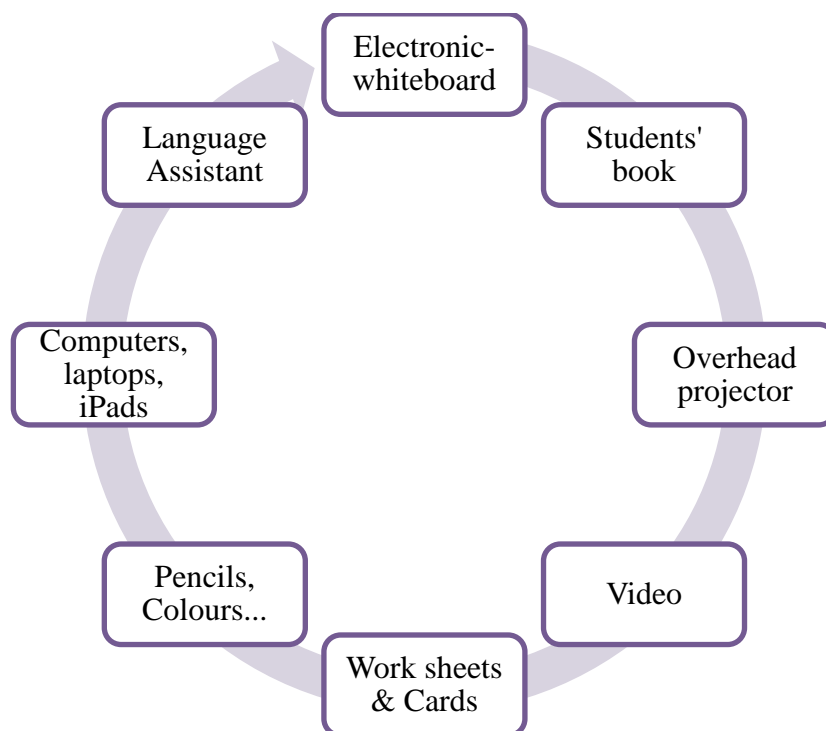 Electronic-
whiteboard
Students'
book
Overhead
projector
Video
Work sheets
& Cards
Pencils,
Colours...
Computers,
laptops,
iPads
Language
Assistant